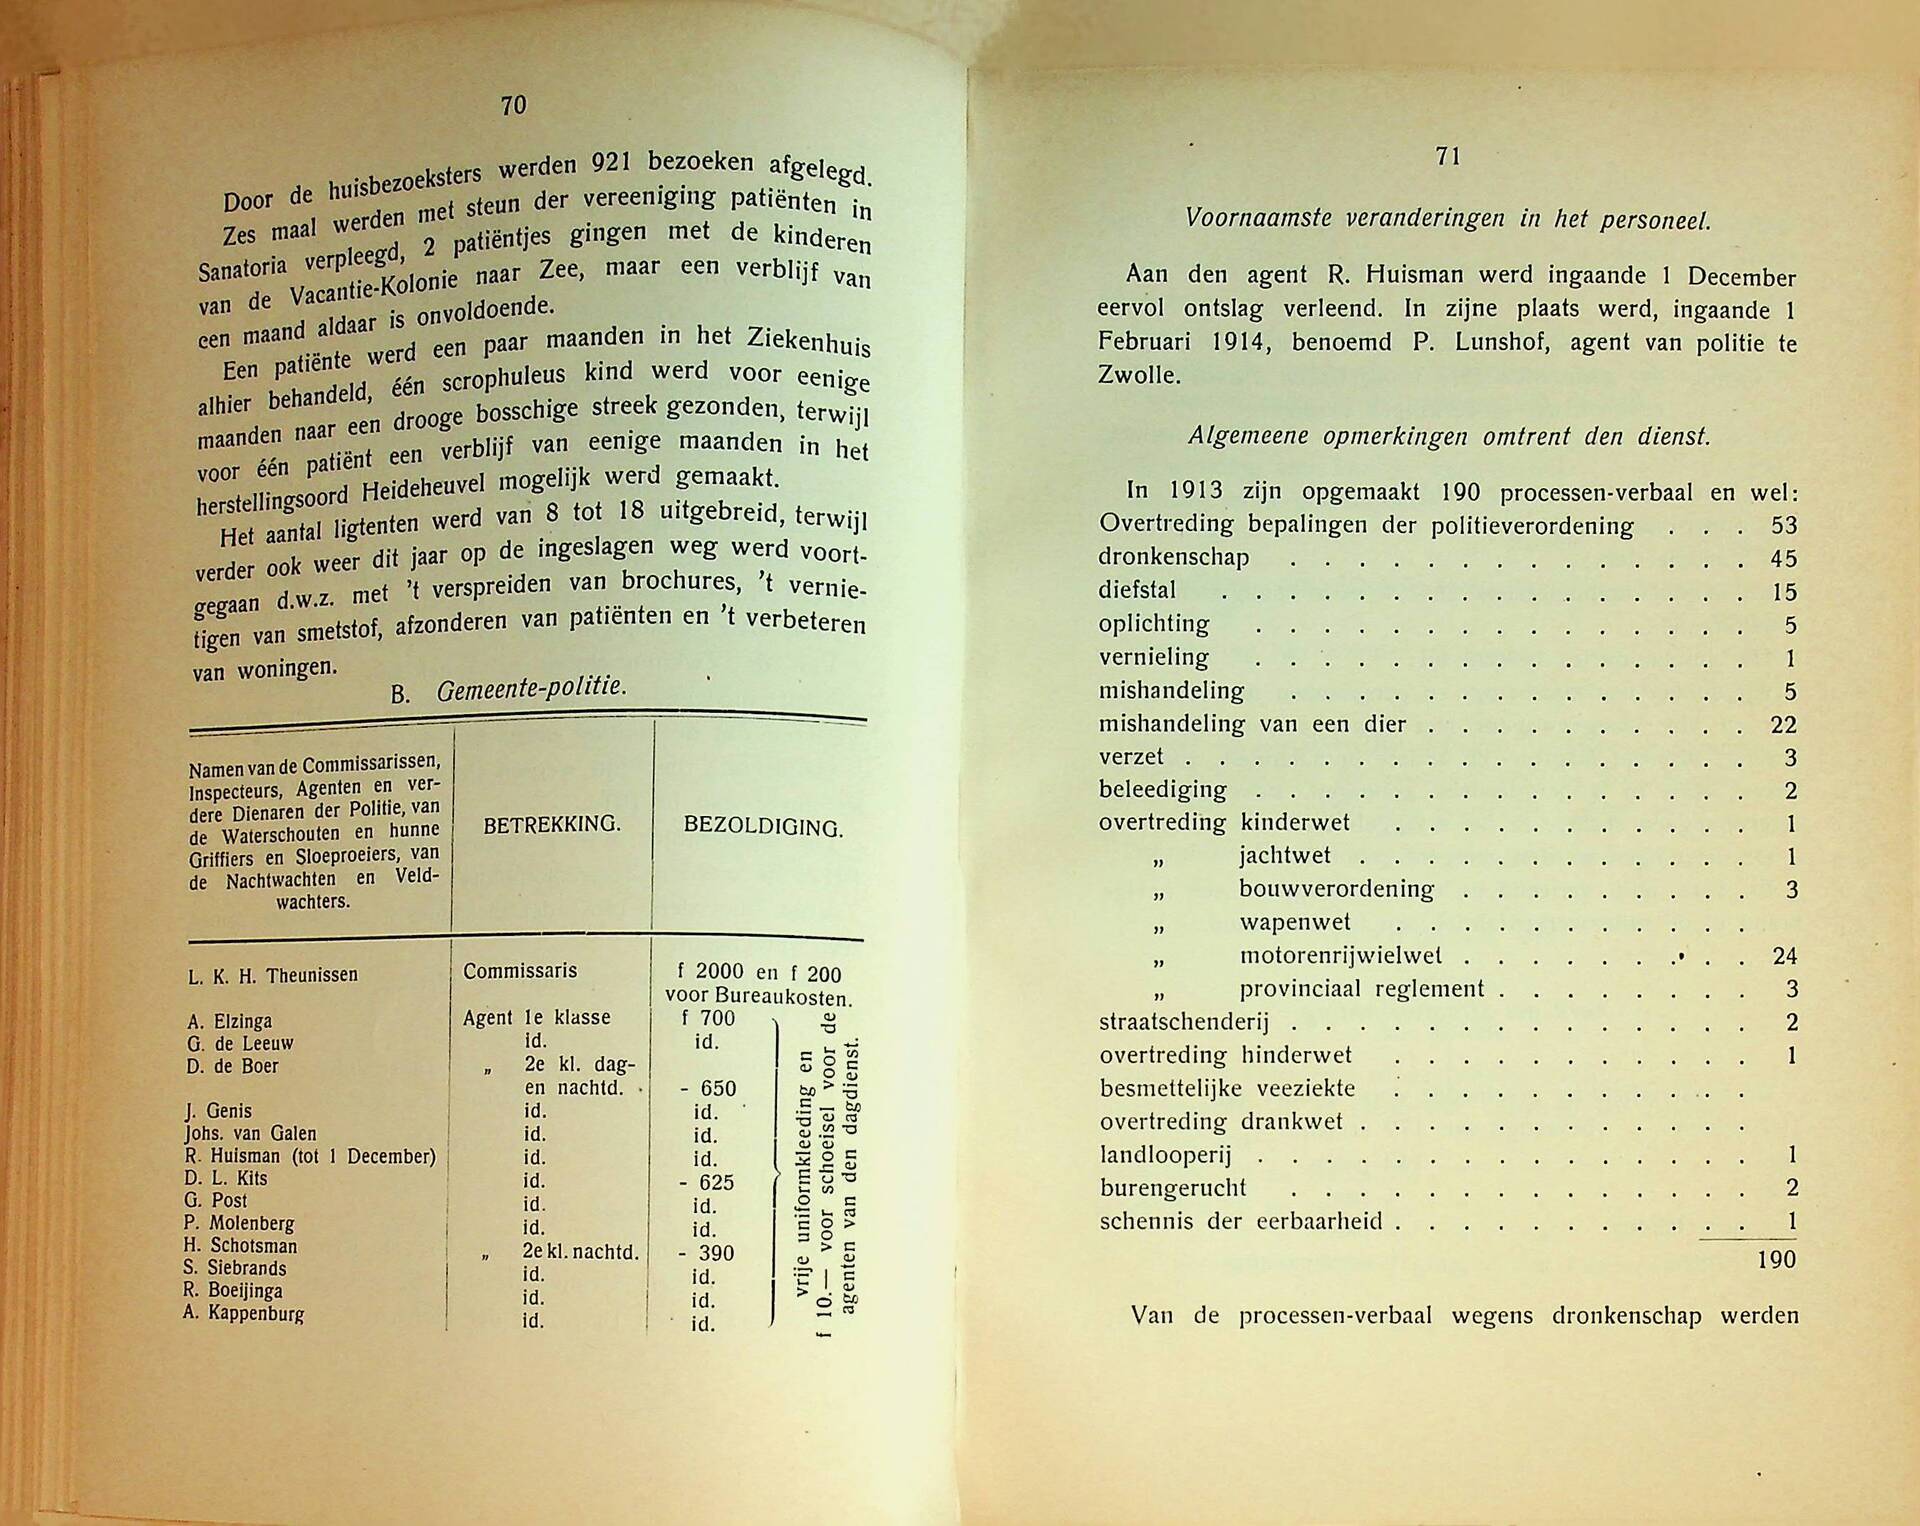 70
Door de huisbezoeksters werden 921 bezoeken afgelegd.
Zes maal werden met steun der vereeniging patiënten in
Sanatoria verpleegd, 2 patiëntjes gingen met de kinderen
van de Vacantie-Kolonie naar Zee, maar een verblijf van
een maand aldaar is onvoldoende.
Een patiënte werd een paar maanden in het Ziekenhuis
alhier behandeld, één scrophuleus kind werd voor eenige
maanden naar een drooge bosschige streek gezonden, terwijl
voor één patiënt een verblijf van eenige maanden in het
herstellingsoord Heideheuvel mogelijk werd gemaakt.
Het aantal ligtenten werd van 8 tot 18 uitgebreid, terwijl
verder ook weer dit jaar op de ingeslagen weg werd voort-
gegaan d.w.z. met 't verspreiden van brochures, 't vernie-
tigen van smetstof, afzonderen van patiënten en 't verbeteren
van woningen.
B. Gemeente-politie.
Namen van de Commissarissen,
Inspecteurs, Agenten en ver-
dere Dienaren der Politie, van
de Waterschouten en hunne
Griffiers en Sloeproeiers, van
de Nachtwachten en Veld-
wachters.
BETREKKING.
BEZOLDIGING.
L. K. H. Theunissen Commissaris f 2000 en f 200
voor Bureaukosten.
A. Elzinga Agent 1e klasse f 700
G. de Leeuw id. id.
D. de Boer „ 2e kl. dag-
en nachtd. - 650
J. Genis id. id.
Johs. van Galen id. id.
R. Huisman (tot 1 December) id. id.
D. L. Kits id. - 625
G. Post id. id.
P. Molenberg id. id.
H. Schotsman „ 2e kl. nachtd. - 390
S. Siebrands id. id.
R. Boeijinga id. id.
A. Kappenburg id. id.
vrije uniformkleeding en
f 10.— voor schoeisel voor de
agenten van den dagdienst.
71
Voornaamste veranderingen in het personeel.
Aan den agent R. Huisman werd ingaande 1 December
eervol ontslag verleend. In zijne plaats werd, ingaande 1
Februari 1914, benoemd P. Lunshof, agent van politie te
Zwolle.
Algemeene opmerkingen omtrent den dienst.
In 1913 zijn opgemaakt 190 processen-verbaal en wel:
Overtreding bepalingen der politieverordening . . . 53
dronkenschap . . . . . . . . . . . . . . 45
diefstal . . . . . . . . . . . . . . . . 15
oplichting . . . . . . . . . . . . . . . 5
vernieling . . . . . . . . . . . . . . . 1
mishandeling . . . . . . . . . . . . . . 5
mishandeling van een dier . . . . . . . . . . 22
verzet . . . . . . . . . . . . . . . . . 3
beleediging . . . . . . . . . . . . . . . 2
overtreding kinderwet . . . . . . . . . . . 1
„ jachtwet . . . . . . . . . . . . 1
„ bouwverordening . . . . . . . . . 3
„ wapenwet . . . . . . . . . . .
„ motorenrijwielwet . . . . . . . . . 24
„ provinciaal reglement . . . . . . . . 3
straatschenderij . . . . . . . . . . . . . . 2
overtreding hinderwet . . . . . . . . . . . 1
besmettelijke veeziekte . . . . . . . . . . .
overtreding drankwet . . . . . . . . . . . .
landlooperij . . . . . . . . . . . . . . . 1
burengerucht . . . . . . . . . . . . . . 2
schennis der eerbaarheid . . . . . . . . . . . 1
190
Van de processen-verbaal wegens dronkenschap werden